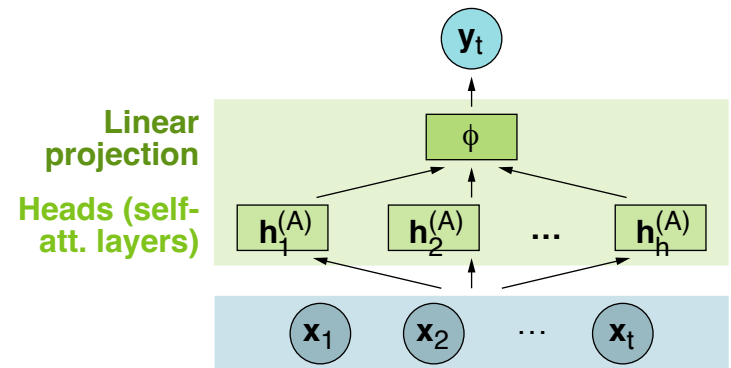 y_t
Linear
projection
ϕ
Heads (self-
att. layers)
h_1^(A) h_2^(A) ... h_h^(A)
x_1 x_2 ... x_t